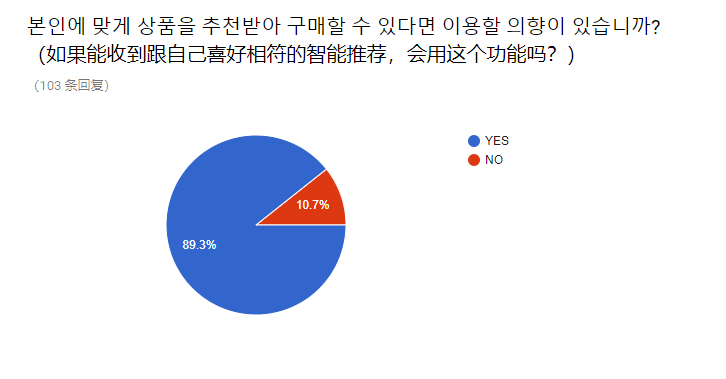 본인에 맞게 상품을 추천받아 구매할 수 있다면 이용할 의향이 있습니까?
（如果能收到跟自己喜好相符的智能推荐，会用这个功能吗？）
（103 条回复）
YES
NO
10.7%
89.3%